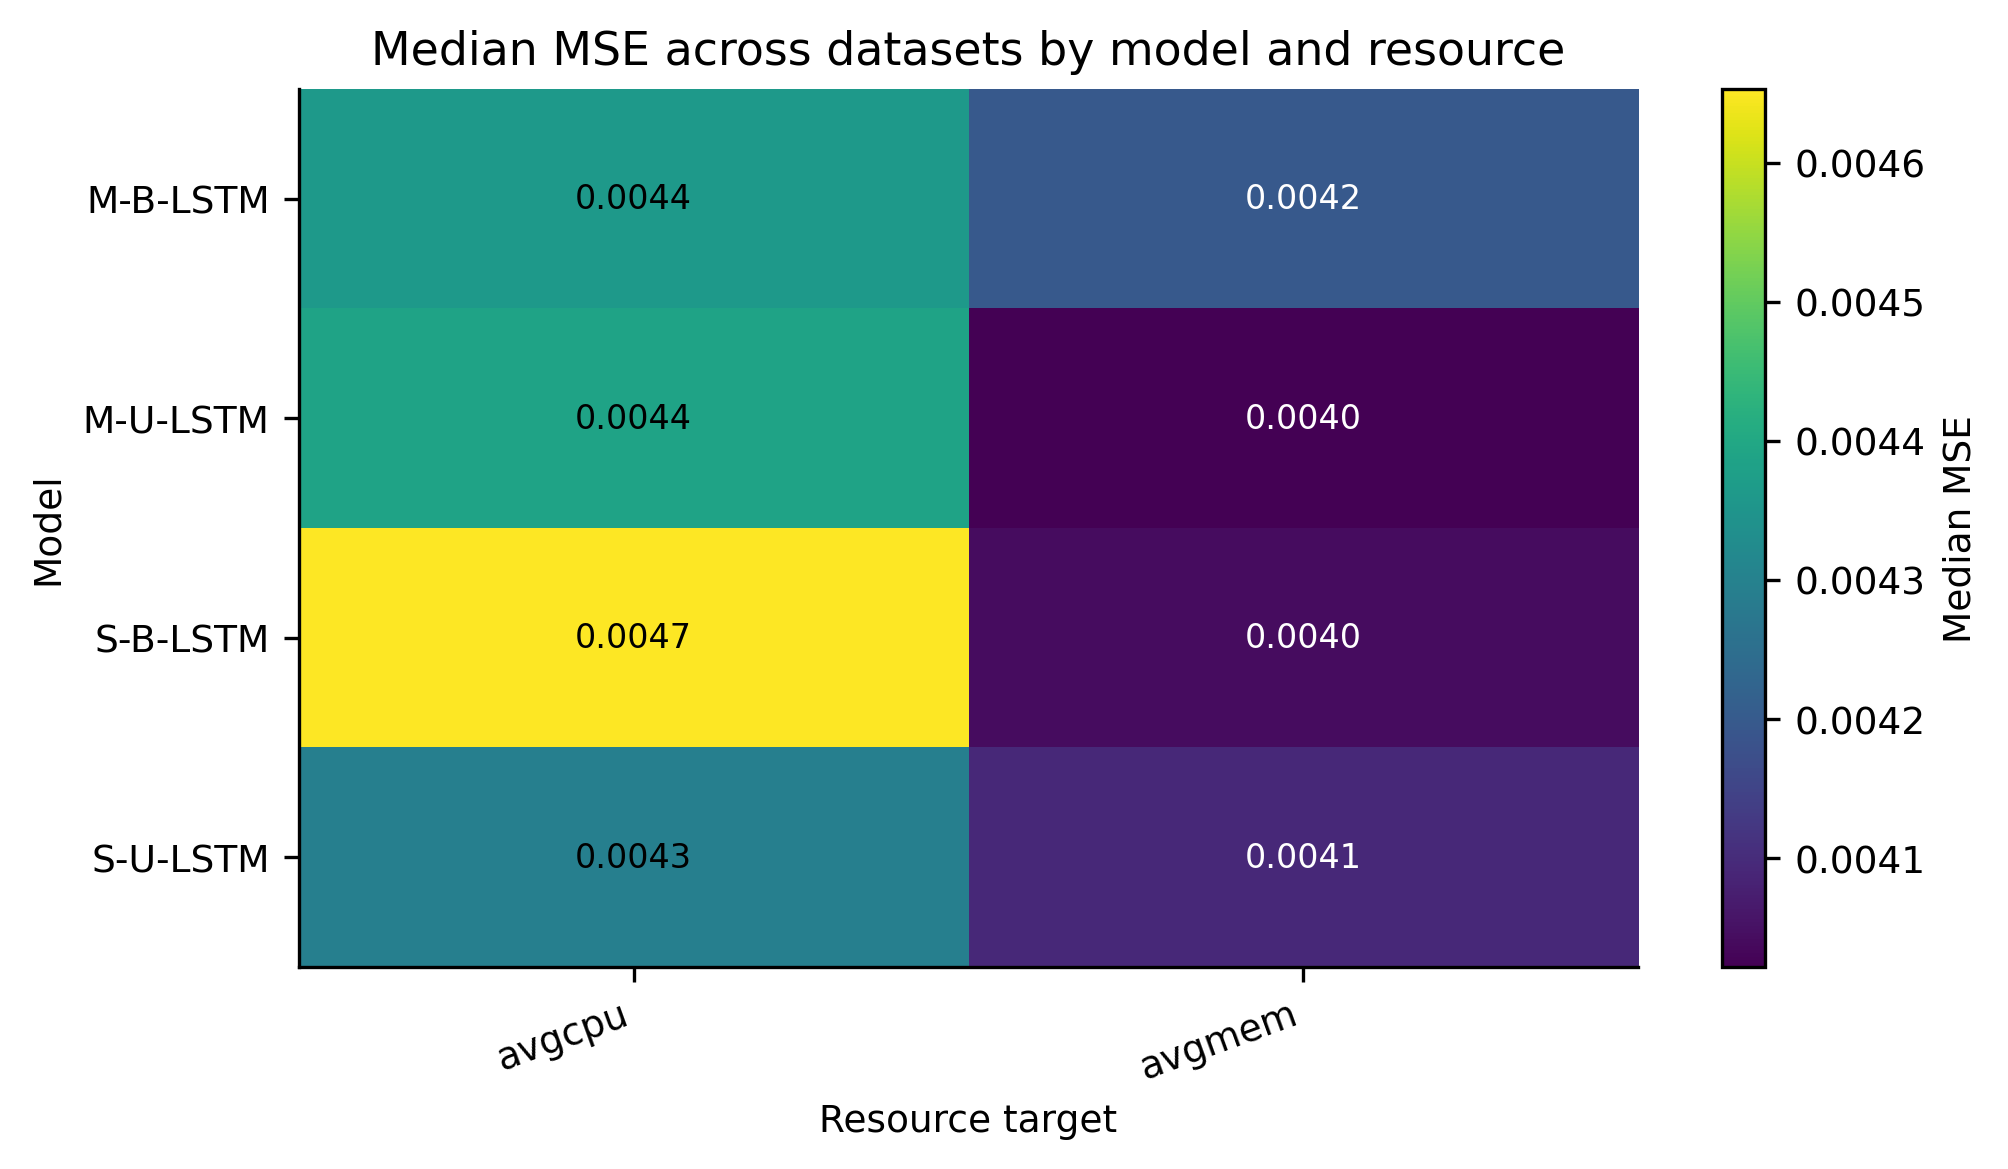 Median MSE across datasets by model and resource
Model
M-B-LSTM
0.0044
0.0042
M-U-LSTM
0.0044
0.0040
S-B-LSTM
0.0047
0.0040
S-U-LSTM
0.0043
0.0041
avgcpu
avgmem
Resource target
0.0046
0.0045
0.0044
0.0043
0.0042
0.0041
Median MSE